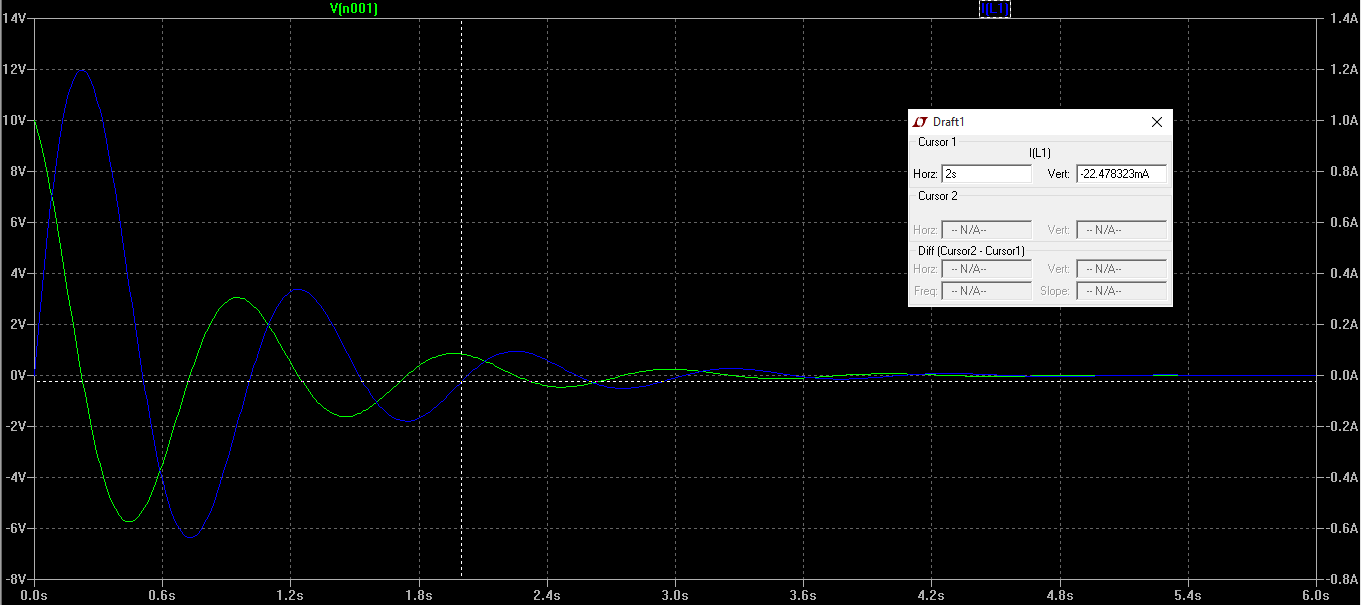 V(n001) I(L1)
14V 1.4A
12V 1.2A
10V 1.0A
8V 0.8A
6V 0.6A
4V 0.4A
2V 0.2A
0V 0.0A
-2V -0.2A
-4V -0.4A
-6V -0.6A
-8V -0.8A
0.0s 0.6s 1.2s 1.8s 2.4s 3.0s 3.6s 4.2s 4.8s 5.4s 6.0s
Draft1
Cursor 1
I(L1)
Horz: 2s Vert: -22.478323mA
Cursor 2
Horz: -- N/A-- Vert: -- N/A--
Diff (Cursor2 - Cursor1)
Horz: -- N/A-- Vert: -- N/A--
Freq: -- N/A-- Slope: -- N/A--